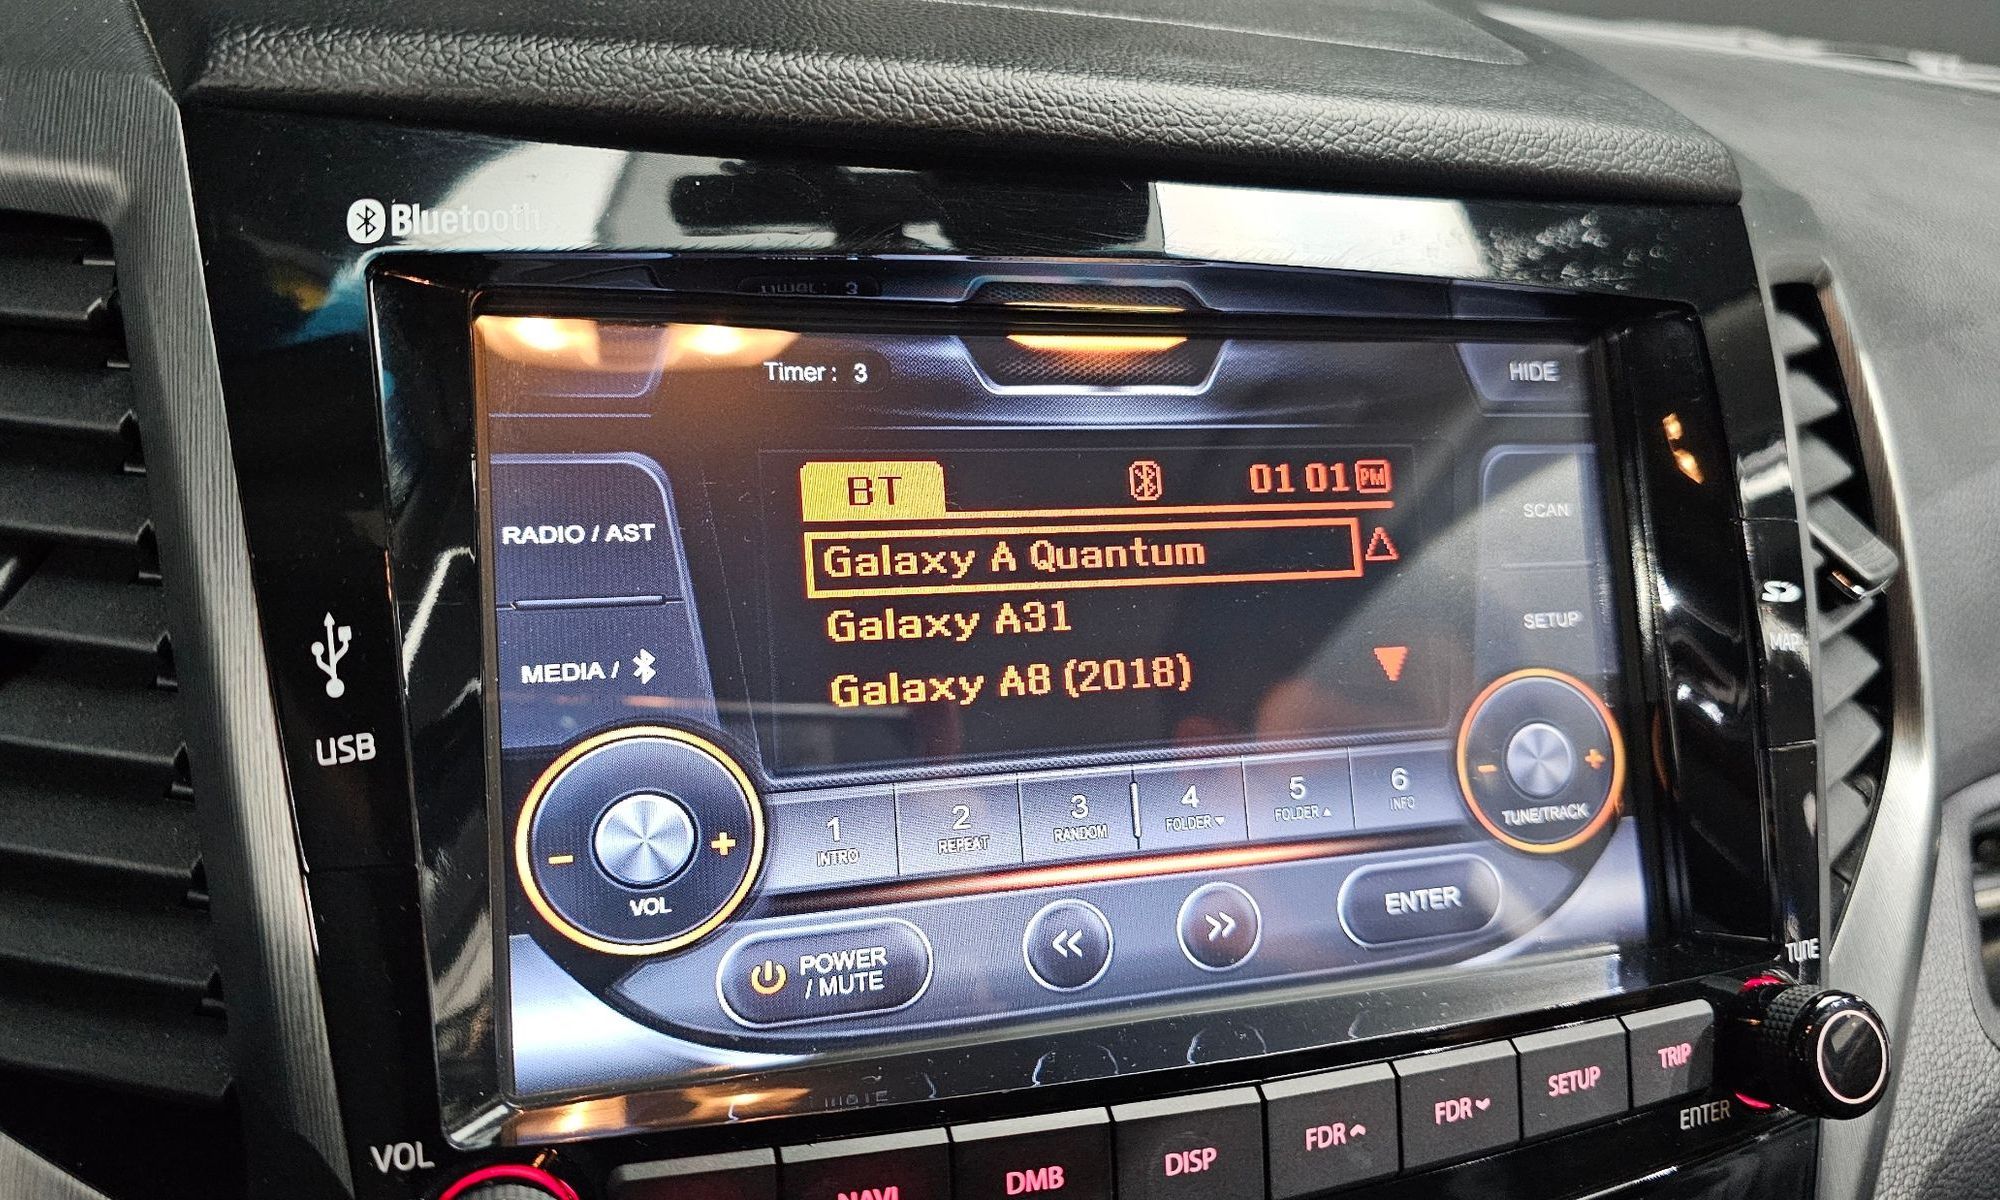 Bluetooth
Timer : 3
HIDE
BT 01 01 PM
RADIO / AST
Galaxy A Quantum
SCAN
Galaxy A31
SETUP
MEDIA /
Galaxy A8 (2018)
MAP
USB
1 2 3 4 5 6
INTRO REPEAT RANDOM FOLDER ▼ FOLDER ▲ INFO
- + TUNE/TRACK
- + VOL
POWER / MUTE
<< >>
ENTER
TUNE
VOL
NAVI DMB DISP FDR FDR SETUP TRIP
ENTER